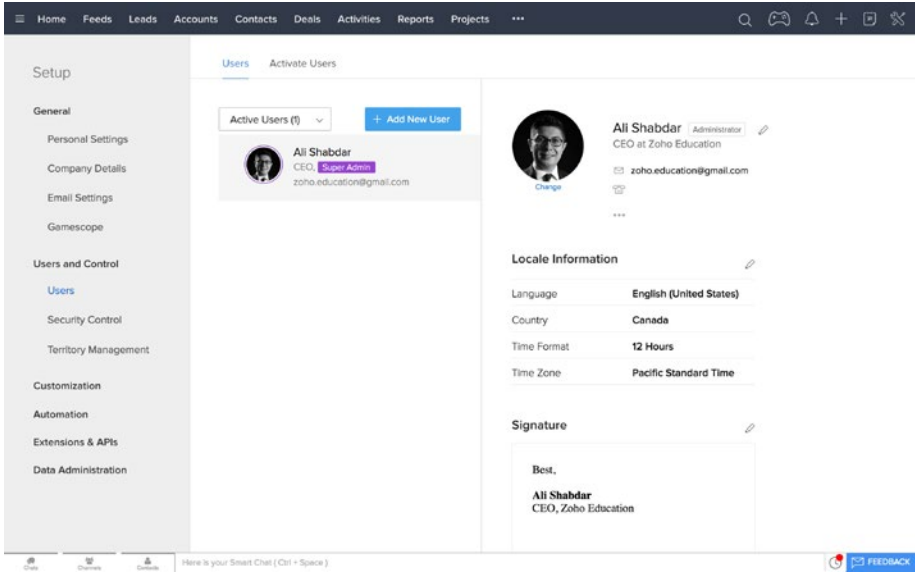 Home Feeds Leads Accounts Contacts Deals Activities Reports Projects
Setup
General
Personal Settings
Company Details
Email Settings
Gamescope
Users and Control
Users
Security Control
Territory Management
Customization
Automation
Extensions & APIs
Data Administration
Users Activate Users
Active Users (1)
+ Add New User
Ali Shabdar
CEO, Super Admin
zoho.education@gmail.com
Change
Ali Shabdar Administrator
CEO at Zoho Education
zoho.education@gmail.com
Locale Information
Language English (United States)
Country Canada
Time Format 12 Hours
Time Zone Pacific Standard Time
Signature
Best,
Ali Shabdar
CEO, Zoho Education
Chats Channels Contacts Here is your Smart Chat ( Ctrl + Space ) FEEDBACK